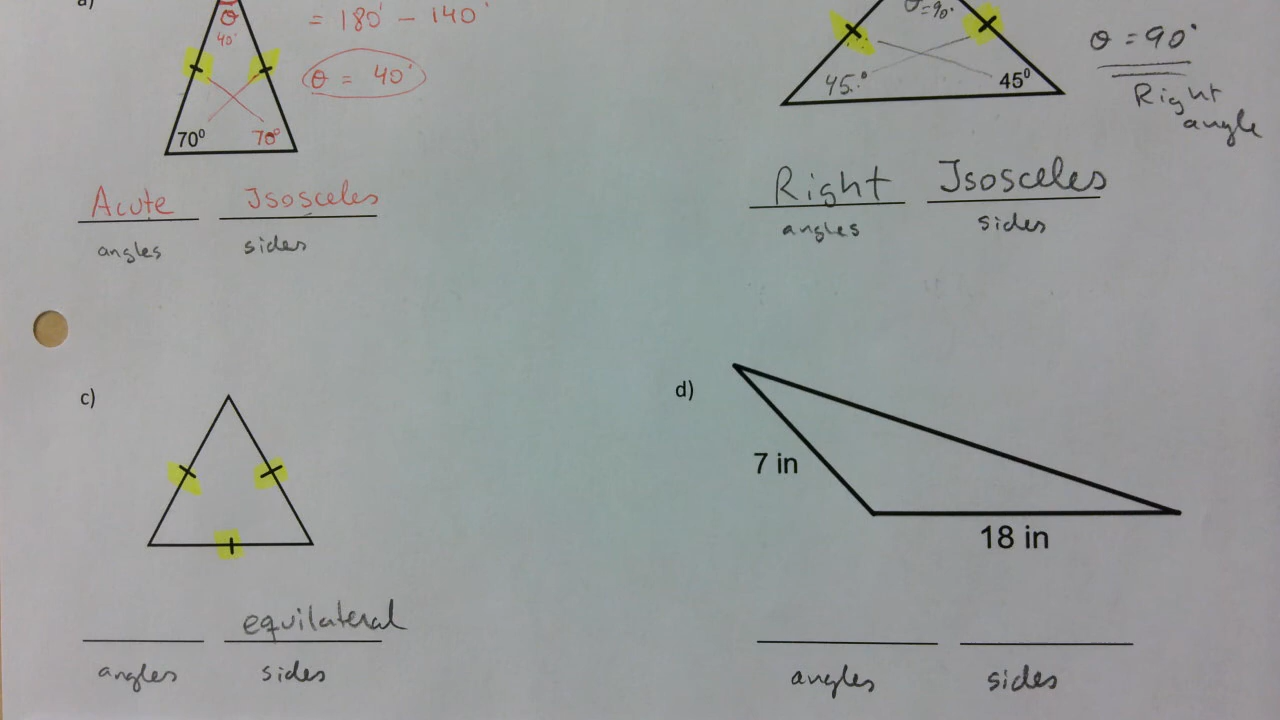 a)
θ
40°
= 180° - 140°
θ = 40°
70°
70°
Acute Isosceles
angles sides
θ=90°
45°
45°
θ = 90°
Right
angle
Right Isosceles
angles sides
c)
equilateral
angles sides
d)
7 in
18 in
angles sides